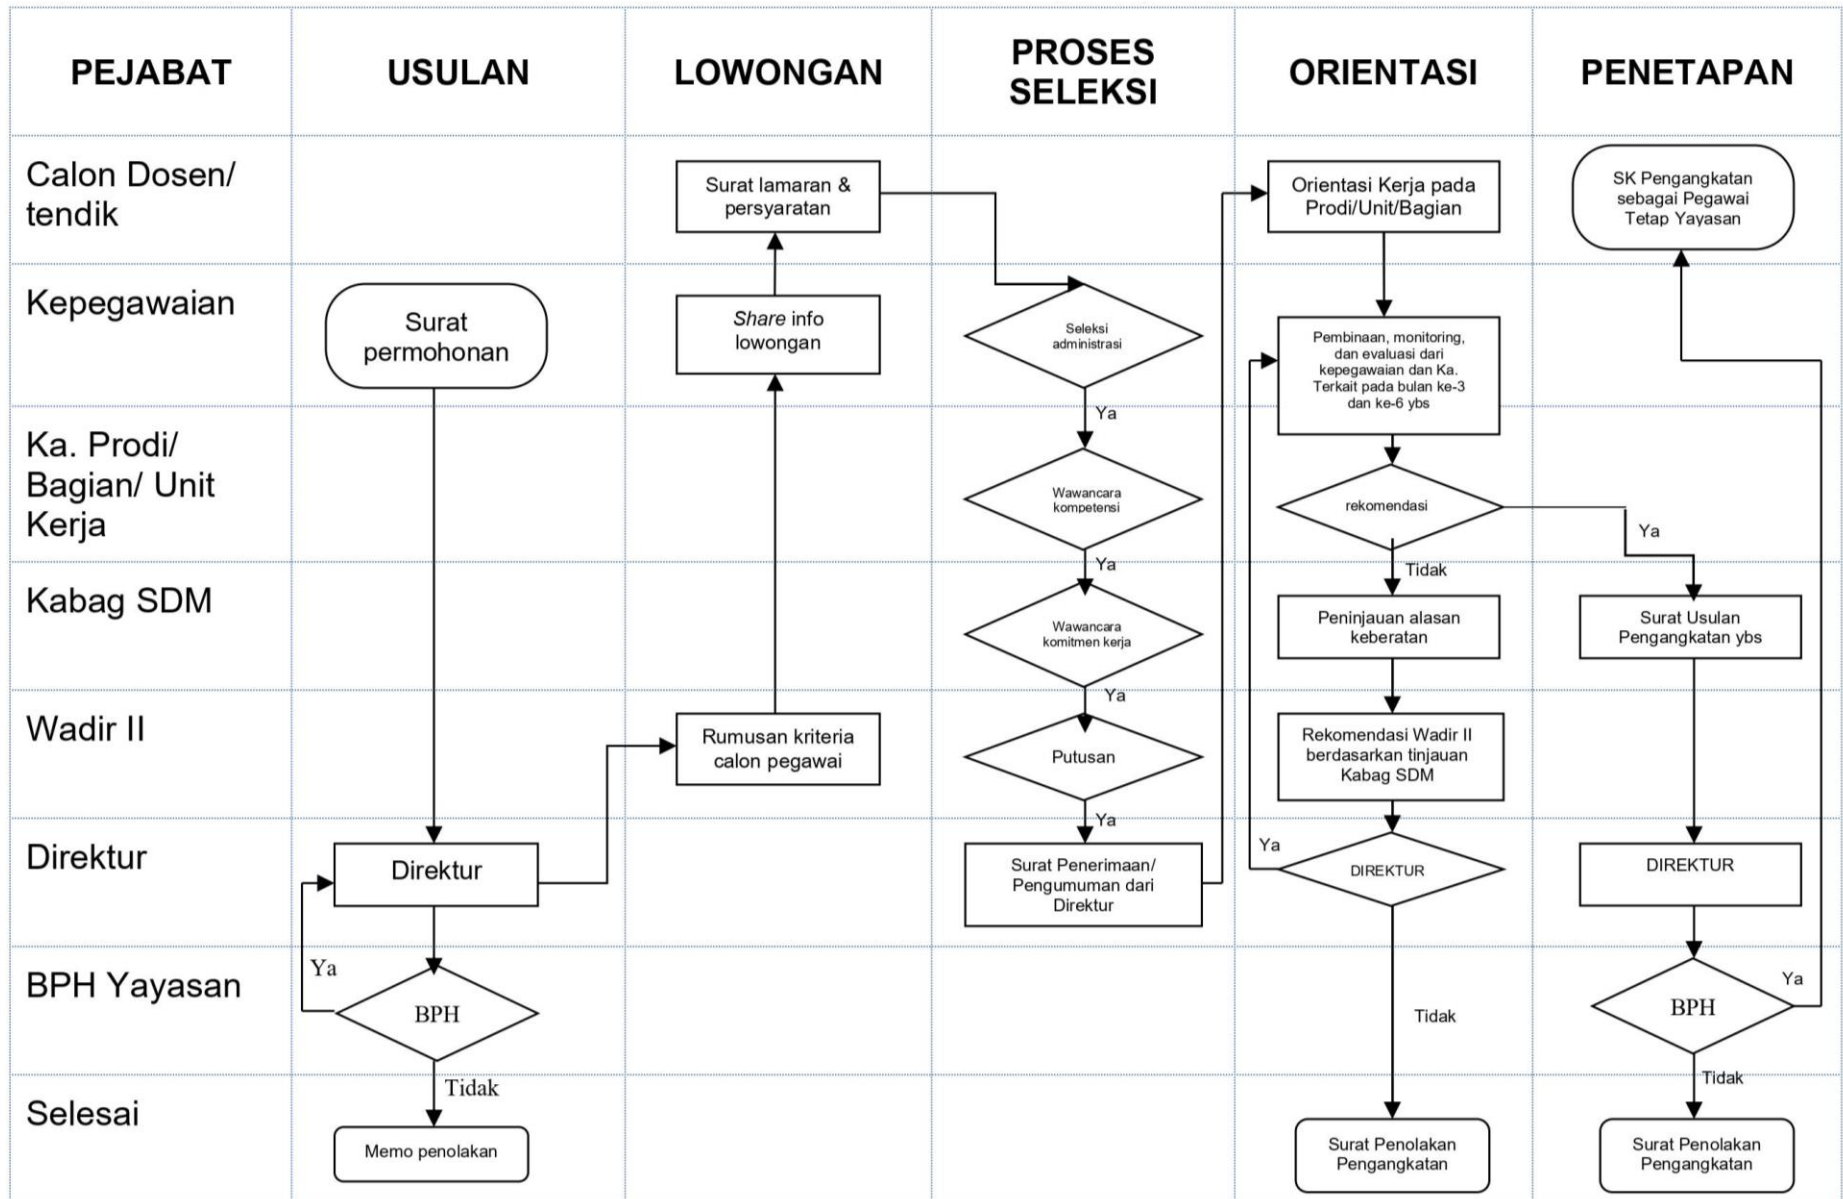 PEJABAT
USULAN
LOWONGAN
PROSES
SELEKSI
ORIENTASI
PENETAPAN
Calon Dosen/
tendik
Surat lamaran &
persyaratan
Orientasi Kerja pada
Prodi/Unit/Bagian
SK Pengangkatan
sebagai Pegawai
Tetap Yayasan
Kepegawaian
Surat
permohonan
Share info
lowongan
Seleksi
administrasi
Pembinaan, monitoring,
dan evaluasi dari
kepegawaian dan Ka.
Terkait pada bulan ke-3
dan ke-6 ybs
Ya
Ka. Prodi/
Bagian/ Unit
Kerja
Wawancara
kompetensi
rekomendasi
Ya
Ya
Tidak
Kabag SDM
Wawancara
komitmen kerja
Peninjauan alasan
keberatan
Surat Usulan
Pengangkatan ybs
Ya
Wadir II
Rumusan kriteria
calon pegawai
Putusan
Rekomendasi Wadir II
berdasarkan tinjauan
Kabag SDM
Ya
Direktur
Direktur
Surat Penerimaan/
Pengumuman dari
Direktur
Ya
DIREKTUR
DIREKTUR
BPH Yayasan
Ya
BPH
Tidak
BPH
Ya
Tidak
Tidak
Selesai
Memo penolakan
Surat Penolakan
Pengangkatan
Surat Penolakan
Pengangkatan